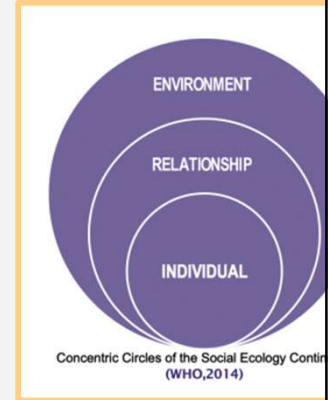 ENVIRONMENT
RELATIONSHIP
INDIVIDUAL
Concentric Circles of the Social Ecology Contin
(WHO,2014)